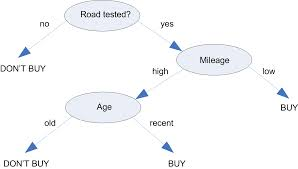 Road tested?
no
yes
DON'T BUY
Mileage
high
low
Age
BUY
old
recent
DON'T BUY
BUY